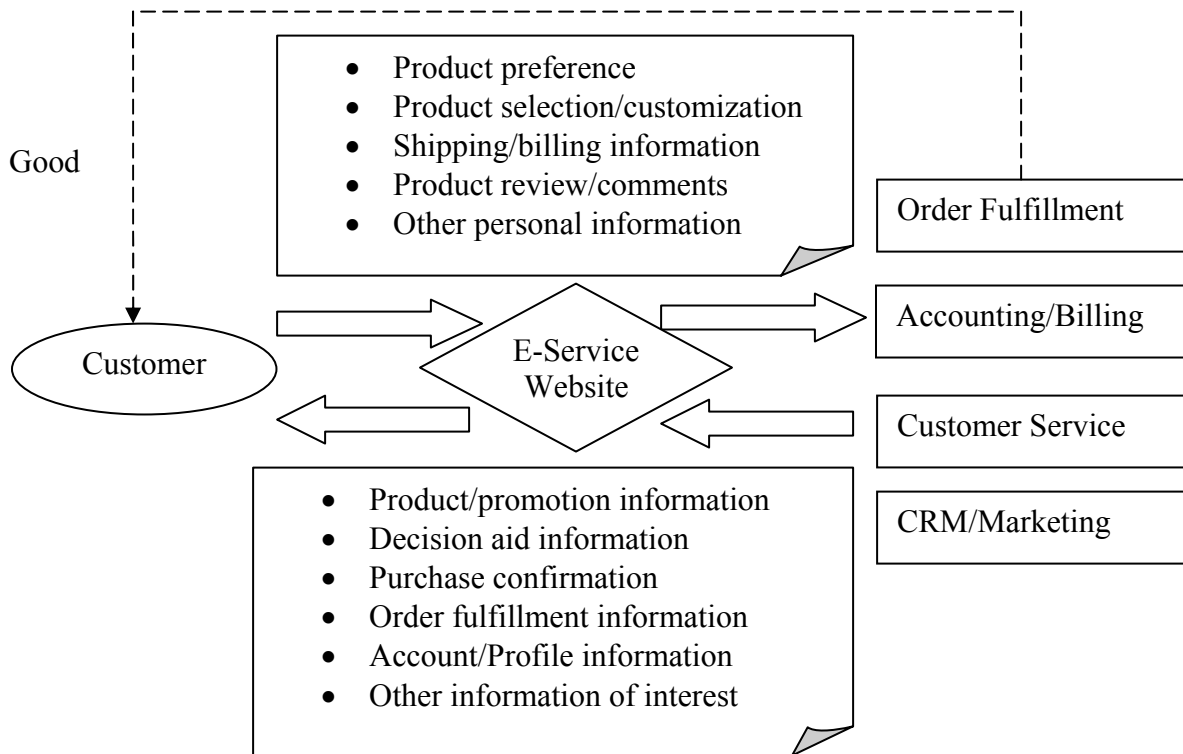 • Product preference
• Product selection/customization
• Shipping/billing information
• Product review/comments
• Other personal information
Good
Order Fulfillment
Accounting/Billing
Customer
E-Service
Website
Customer Service
CRM/Marketing
• Product/promotion information
• Decision aid information
• Purchase confirmation
• Order fulfillment information
• Account/Profile information
• Other information of interest